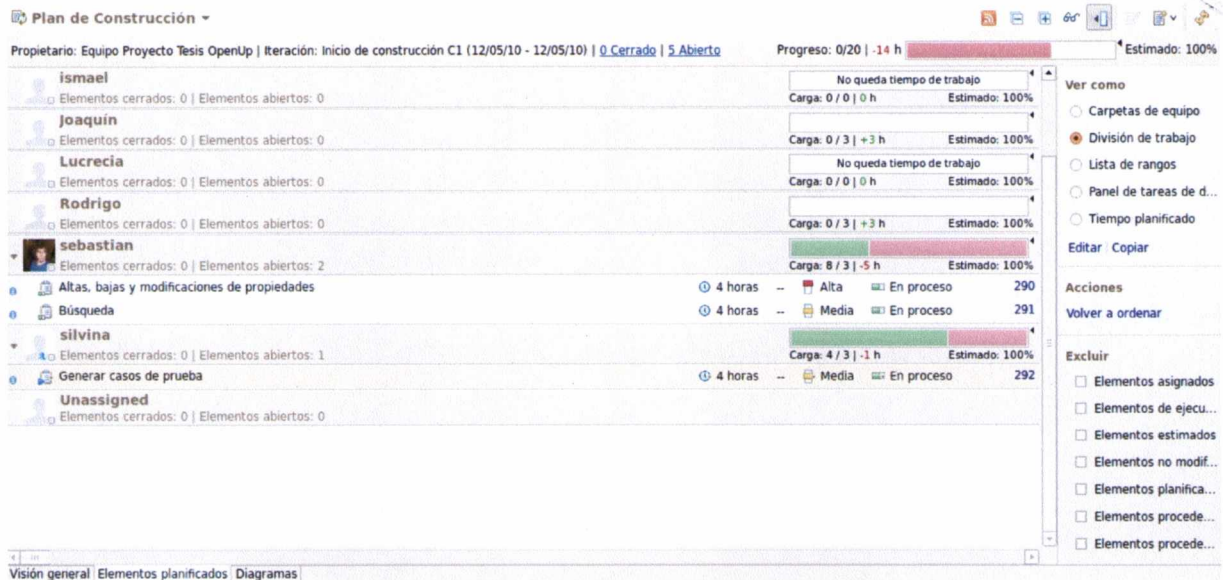 Plan de Construcción
Propietario: Equipo Proyecto Tesis OpenUp | Iteración: Inicio de construcción C1 (12/05/10 - 12/05/10) | 0 Cerrado | 5 Abierto Progreso: 0/20 | -14 h Estimado: 100%
ismael
Elementos cerrados: 0 | Elementos abiertos: 0
No queda tiempo de trabajo
Carga: 0 / 0 | 0 h Estimado: 100%
Joaquín
Elementos cerrados: 0 | Elementos abiertos: 0
Carga: 0 / 3 | +3 h Estimado: 100%
Lucrecia
Elementos cerrados: 0 | Elementos abiertos: 0
No queda tiempo de trabajo
Carga: 0 / 0 | 0 h Estimado: 100%
Rodrigo
Elementos cerrados: 0 | Elementos abiertos: 0
Carga: 0 / 3 | +3 h Estimado: 100%
sebastian
Elementos cerrados: 0 | Elementos abiertos: 2
Carga: 8 / 3 | -5 h Estimado: 100%
Altas, bajas y modificaciones de propiedades 4 horas -- Alta En proceso 290
Búsqueda 4 horas -- Media En proceso 291
silvina
Elementos cerrados: 0 | Elementos abiertos: 1
Carga: 4 / 3 | -1 h Estimado: 100%
Generar casos de prueba 4 horas -- Media En proceso 292
Unassigned
Elementos cerrados: 0 | Elementos abiertos: 0
Ver como
Carpetas de equipo
División de trabajo
Lista de rangos
Panel de tareas de d...
Tiempo planificado
Editar Copiar
Acciones
Volver a ordenar
Excluir
Elementos asignados
Elementos de ejecu...
Elementos estimados
Elementos no modif...
Elementos planifica...
Elementos procede...
Elementos procede...
Visión general Elementos planificados Diagramas